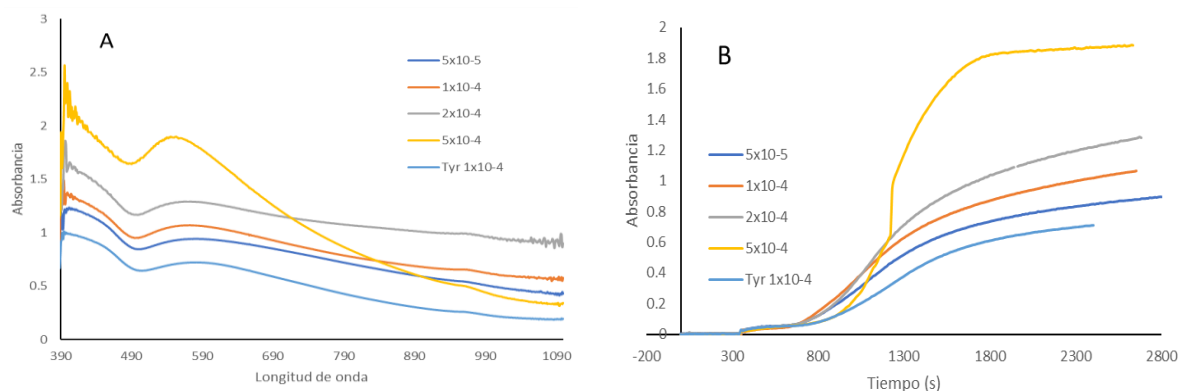 A
3
2.5
2
1.5
1
0.5
0
Absorbancia
390 490 590 690 790 890 990 1090
Longitud de onda
5x10-5
1x10-4
2x10-4
5x10-4
Tyr 1x10-4
B
2
1.8
1.6
1.4
1.2
1
0.8
0.6
0.4
0.2
0
Absorbancia
-200 300 800 1300 1800 2300 2800
Tiempo (s)
5x10-5
1x10-4
2x10-4
5x10-4
Tyr 1x10-4